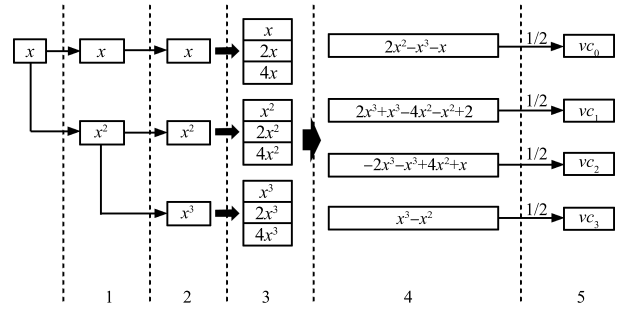 x x x x 2x 4x 2x²−x³−x 1/2 vc₀
x² x² x² 2x² 4x² 2x³+x³−4x²−x²+2 1/2 vc₁
−2x³−x³+4x²+x 1/2 vc₂
x³ x³ 2x³ 4x³ x³−x² 1/2 vc₃
1 2 3 4 5